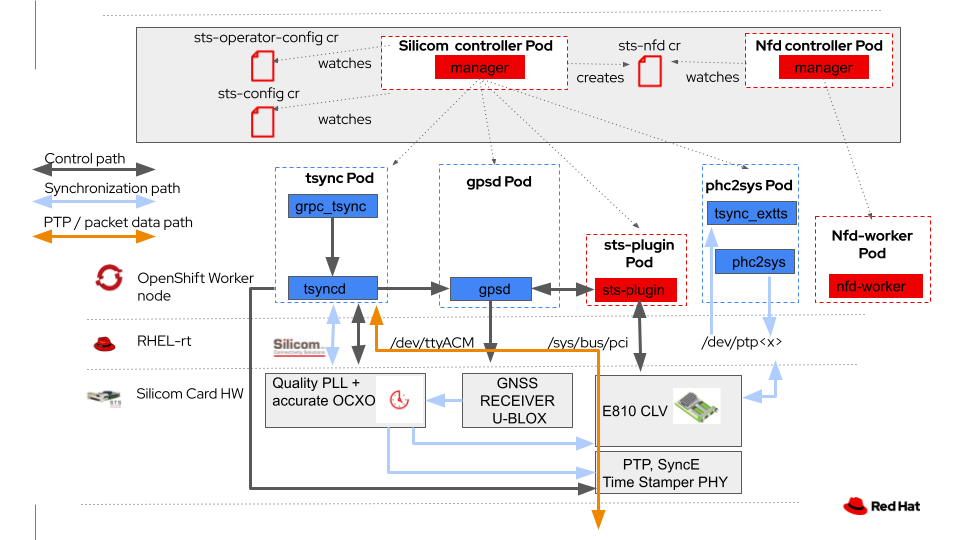 sts-operator-config cr
watches
sts-config cr
watches
Silicom controller Pod
manager
sts-nfd cr
creates
watches
Nfd controller Pod
manager
Control path
Synchronization path
PTP / packet data path
tsync Pod
grpc_tsync
tsyncd
gpsd Pod
gpsd
sts-plugin
Pod
sts-plugin
phc2sys Pod
tsync_extts
phc2sys
Nfd-worker
Pod
nfd-worker
OpenShift Worker
node
RHEL-rt
Silicom
Connectivity Solutions
/dev/ttyACM
/sys/bus/pci
/dev/ptp<x>
Silicom Card HW
STS
Quality PLL +
accurate OCXO
GNSS
RECEIVER
U-BLOX
E810 CLV
PTP, SyncE
Time Stamper PHY
Red Hat